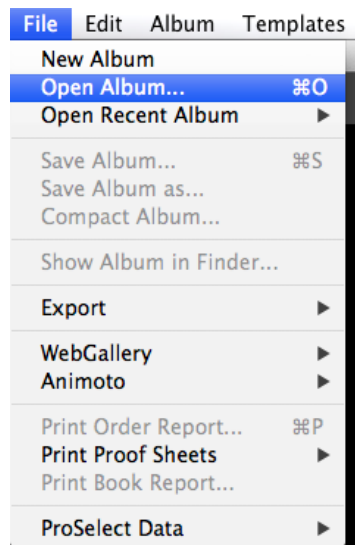 File Edit Album Templates
New Album
Open Album... ⌘O
Open Recent Album ▶
Save Album... ⌘S
Save Album as...
Compact Album...
Show Album in Finder...
Export ▶
WebGallery ▶
Animoto ▶
Print Order Report... ⌘P
Print Proof Sheets ▶
Print Book Report...
ProSelect Data ▶